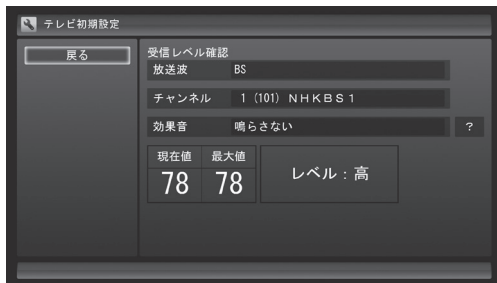 テレビ初期設定
戻る
受信レベル確認
放送波 BS
チャンネル 1 (101) NHKBS1
効果音 鳴らさない ?
現在値 最大値
78 78 レベル：高